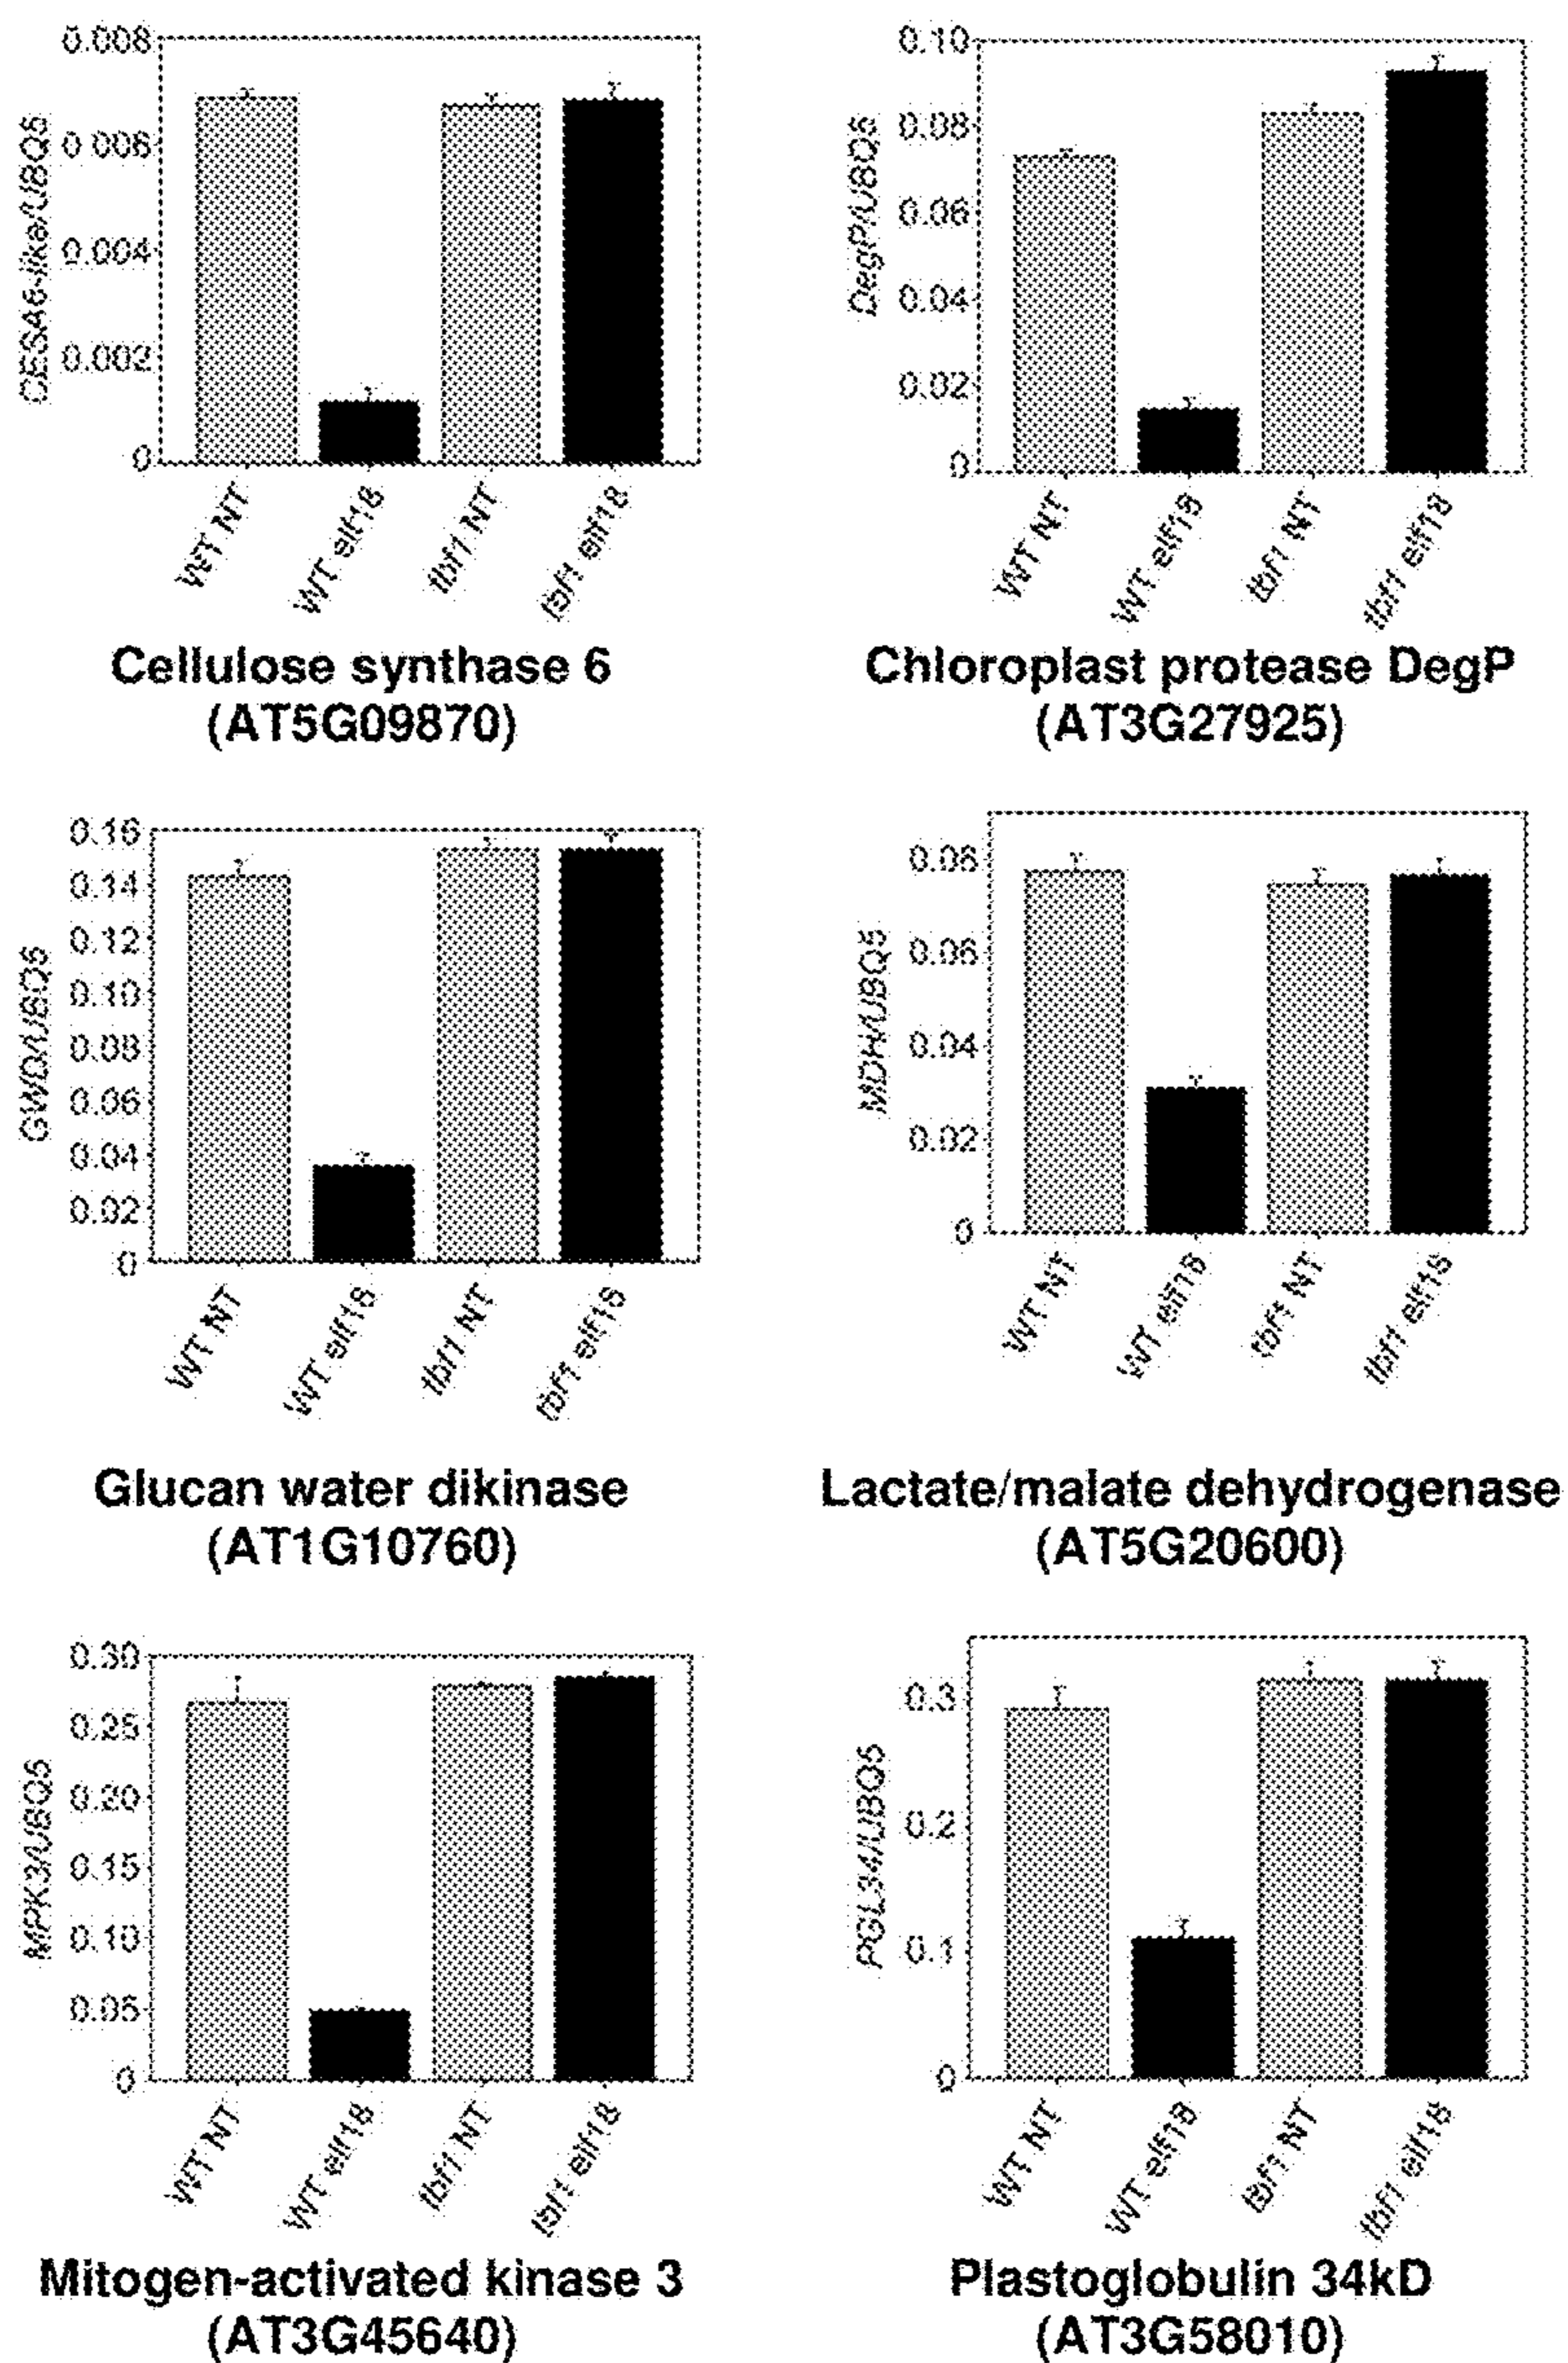 0.008
0.006
0.004
0.002
0
CESA6-like/UBQ5
WT NT
WT elf18
tbf1 NT
tbf1 elf18
Cellulose synthase 6
(AT5G09870)
0.10
0.08
0.06
0.04
0.02
0
DegP/UBQ5
WT NT
WT elf18
tbf1 NT
tbf1 elf18
Chloroplast protease DegP
(AT3G27925)
0.16
0.14
0.12
0.10
0.08
0.06
0.04
0.02
0
GWD/UBQ5
WT NT
WT elf18
tbf1 NT
tbf1 elf18
Glucan water dikinase
(AT1G10760)
0.08
0.06
0.04
0.02
0
MDH/UBQ5
WT NT
WT elf18
tbf1 NT
tbf1 elf18
Lactate/malate dehydrogenase
(AT5G20600)
0.30
0.25
0.20
0.15
0.10
0.05
0
MPK3/UBQ5
WT NT
WT elf18
tbf1 NT
tbf1 elf18
Mitogen-activated kinase 3
(AT3G45640)
0.3
0.2
0.1
0
PGL34/UBQ5
WT NT
WT elf18
tbf1 NT
tbf1 elf18
Plastoglobulin 34kD
(AT3G58010)